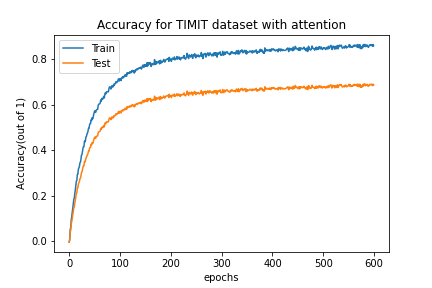 Accuracy for TIMIT dataset with attention
Train
Test
Accuracy(out of 1)
0.8
0.6
0.4
0.2
0.0
0 100 200 300 400 500 600
epochs